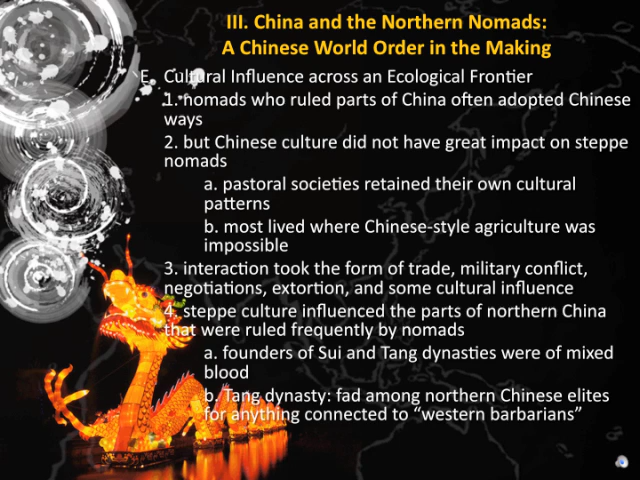 III. China and the Northern Nomads:
A Chinese World Order in the Making
E. Cultural Influence across an Ecological Frontier
1. nomads who ruled parts of China often adopted Chinese
ways
2. but Chinese culture did not have great impact on steppe
nomads
a. pastoral societies retained their own cultural
patterns
b. most lived where Chinese-style agriculture was
impossible
3. interaction took the form of trade, military conflict,
negotiations, extortion, and some cultural influence
4. steppe culture influenced the parts of northern China
that were ruled frequently by nomads
a. founders of Sui and Tang dynasties were of mixed
blood
b. Tang dynasty: fad among northern Chinese elites
for anything connected to “western barbarians”